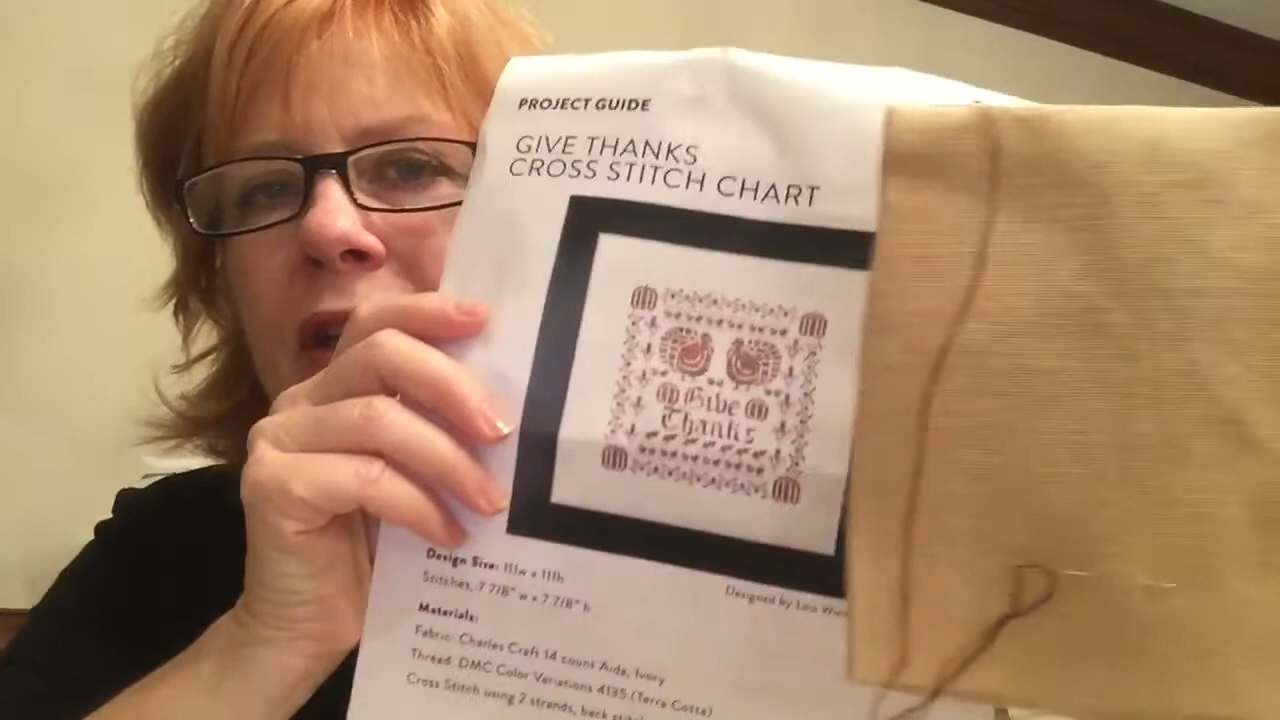 PROJECT GUIDE
GIVE THANKS
CROSS STITCH CHART
Give
Thanks
Designed by
Design Size: 111w x 111h
Stitches, 7 7/8" w x 7 7/8" h
Materials:
Fabric: Charles Craft 14 count Aida, Ivory
Thread: DMC Color Variations 4135 (Terra Cotta)
Cross Stitch using 2 strands, back